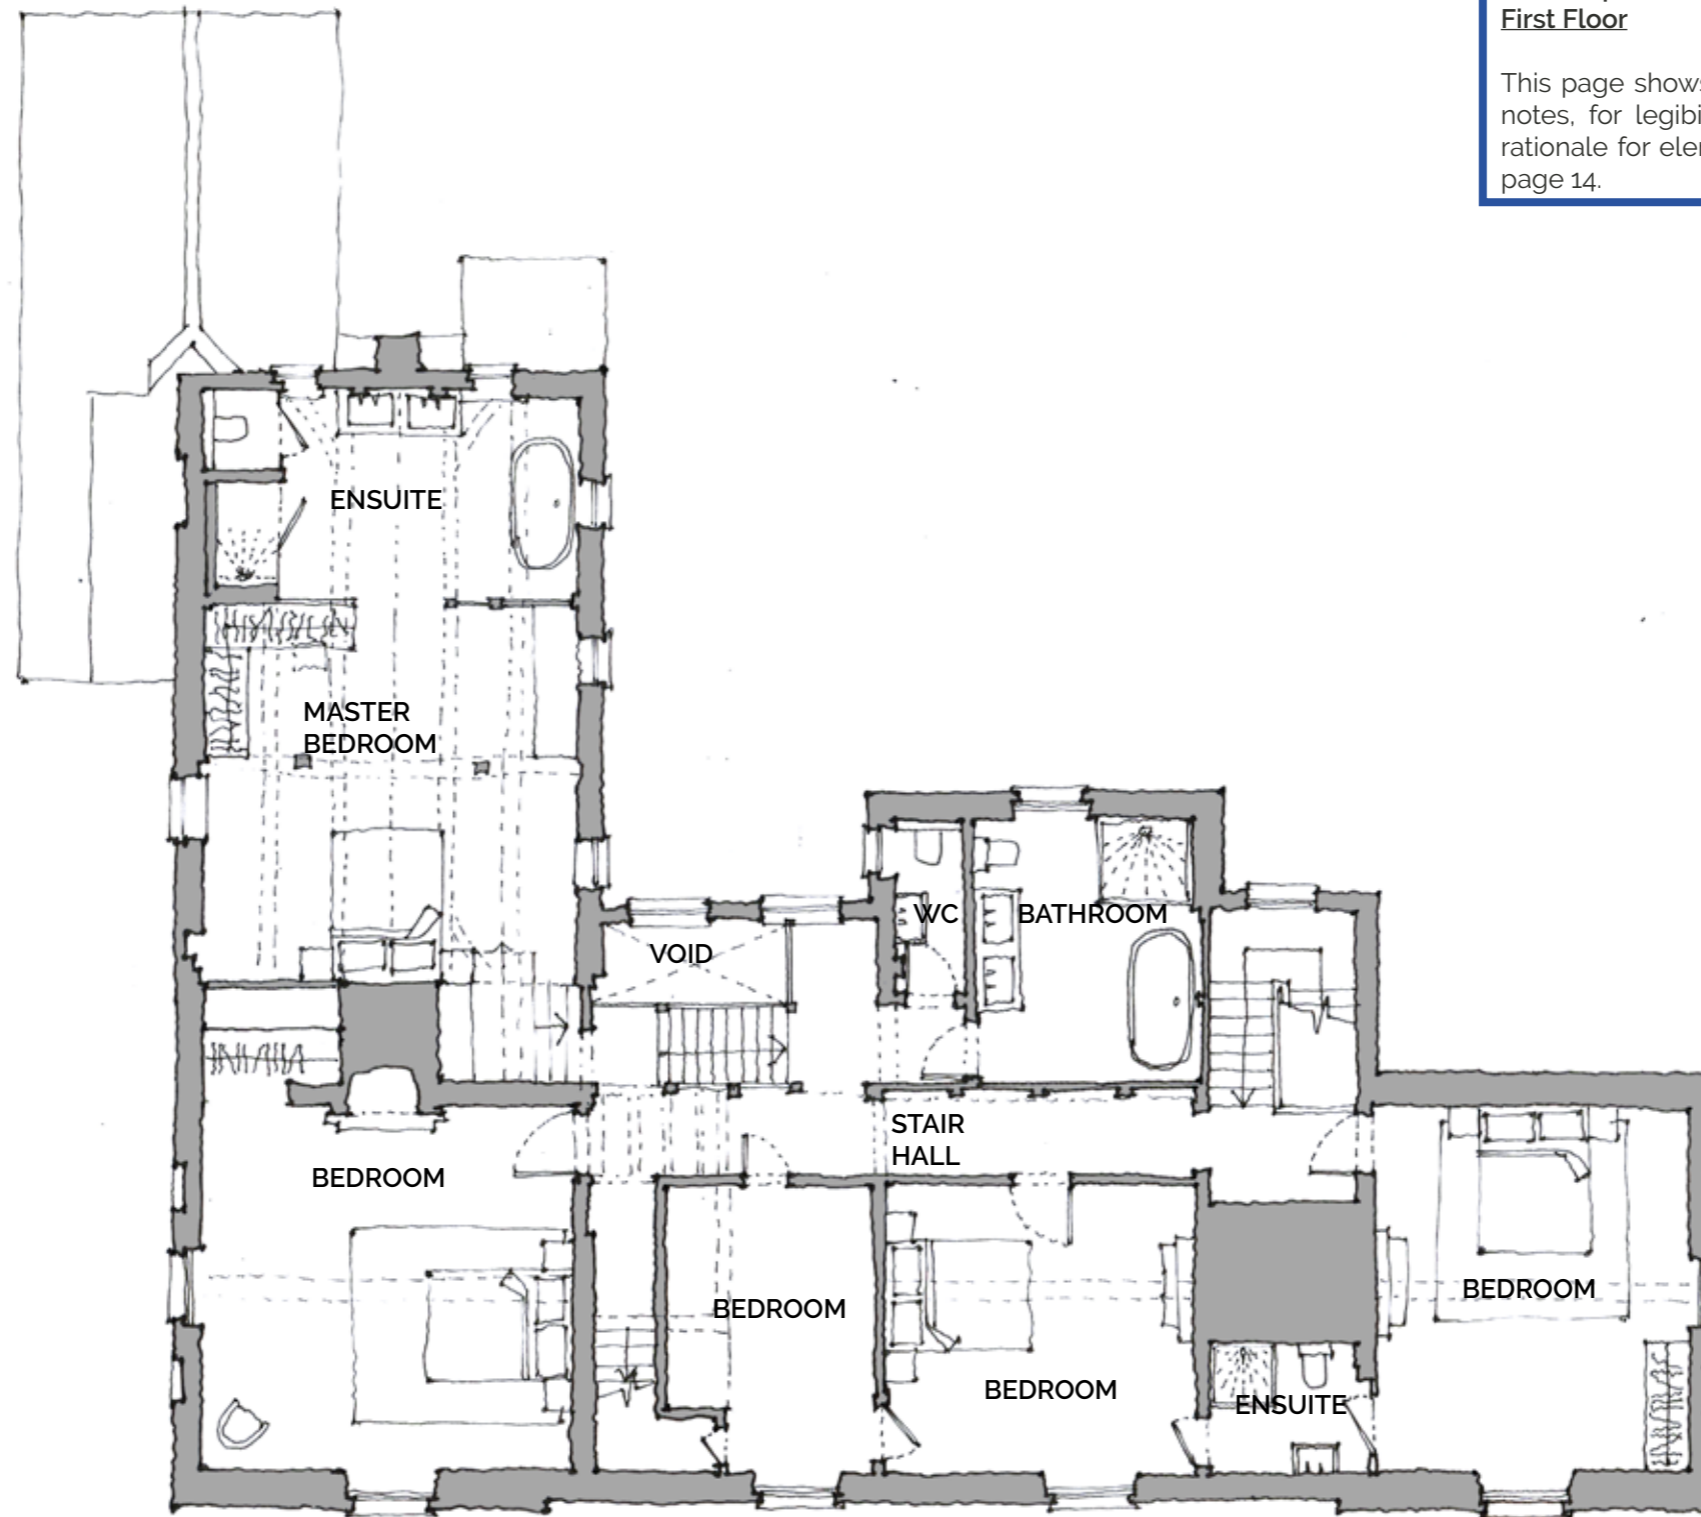 First Floor
This page shows
notes, for legibi
rationale for eler
page 14.
ENSUITE
MASTER
BEDROOM
WC
BATHROOM
VOID
STAIR
HALL
BEDROOM
BEDROOM
BEDROOM
BEDROOM
ENSUITE